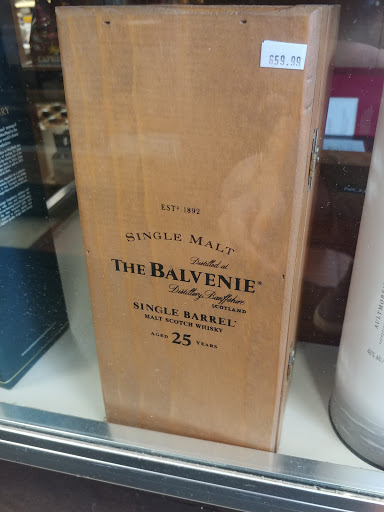 659.99
ESTD 1892
SINGLE MALT
Distilled at
THE BALVENIE®
Distillery, Banffshire
SCOTLAND
SINGLE BARREL
MALT SCOTCH WHISKY
AGED 25 YEARS